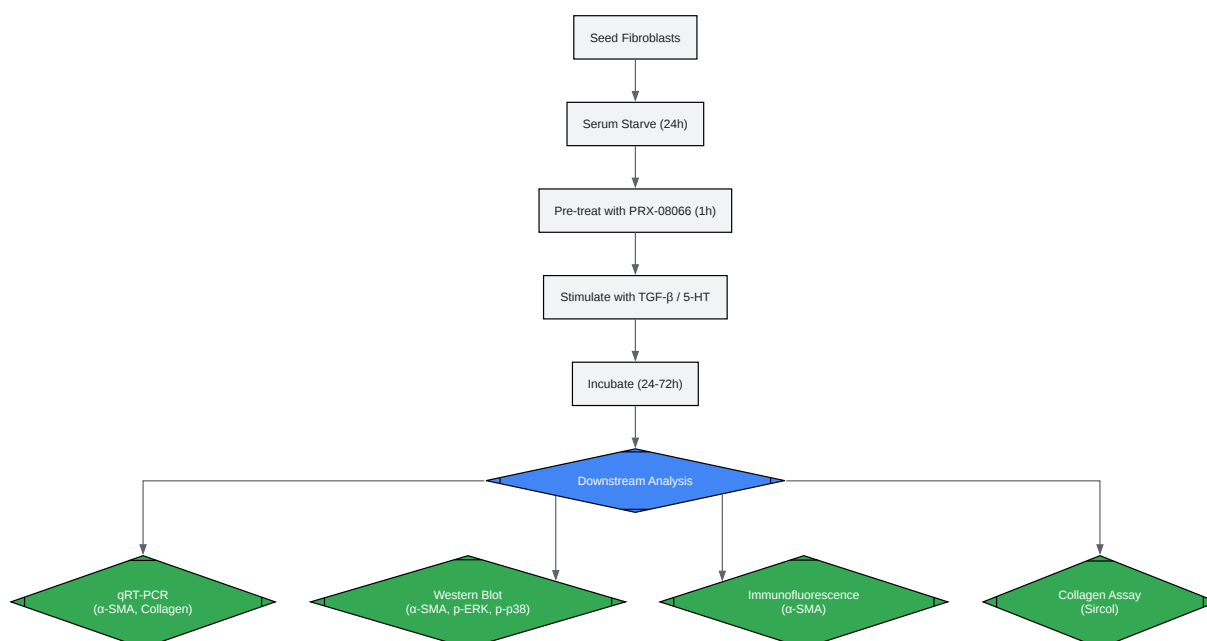 Seed Fibroblasts
Serum Starve (24h)
Pre-treat with PRX-08066 (1h)
Stimulate with TGF-β / 5-HT
Incubate (24-72h)
Downstream Analysis
qRT-PCR
(α-SMA, Collagen)
Western Blot
(α-SMA, p-ERK, p-p38)
Immunofluorescence
(α-SMA)
Collagen Assay
(Sircol)